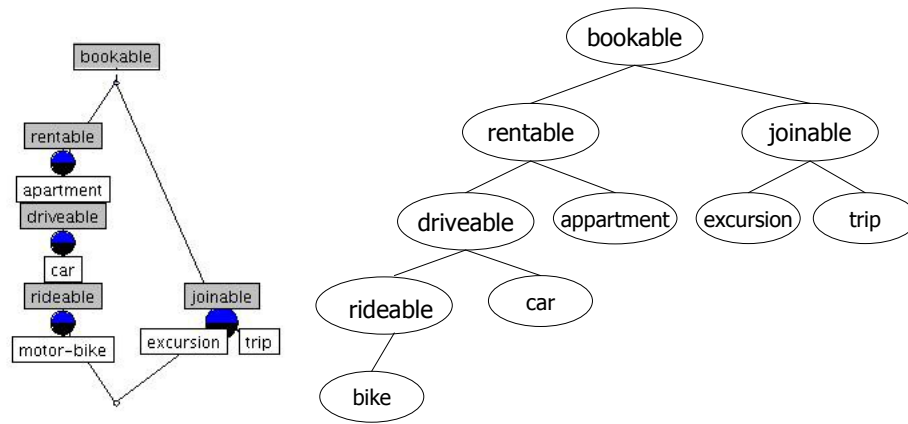 bookable
rentable
apartment
driveable
car
rideable
joinable
motor-bike
excursion
trip
bookable
rentable
joinable
driveable
appartment
excursion
trip
rideable
car
bike